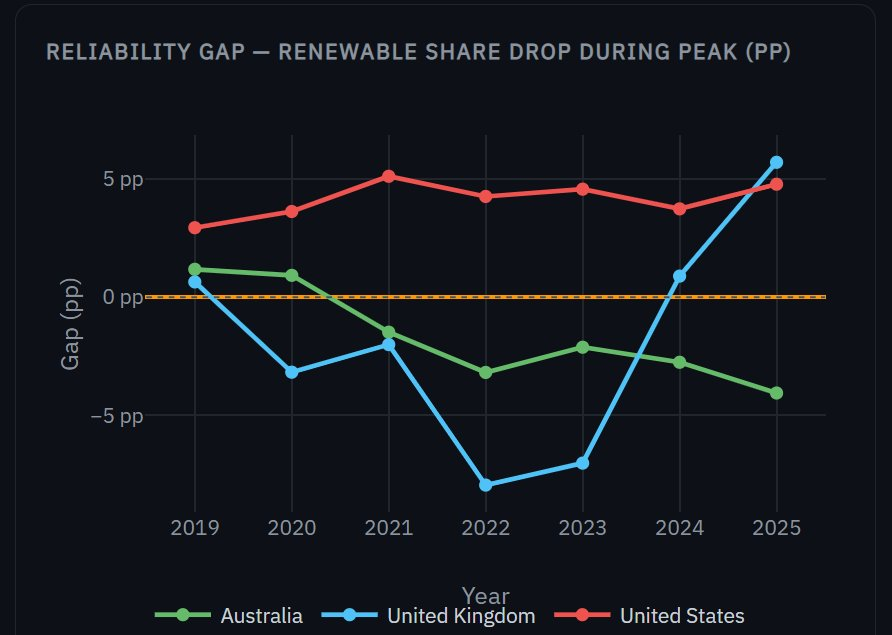 RELIABILITY GAP — RENEWABLE SHARE DROP DURING PEAK (PP)
5 pp
0 pp
−5 pp
Gap (pp)
2019 2020 2021 2022 2023 2024 2025
Year
Australia United Kingdom United States